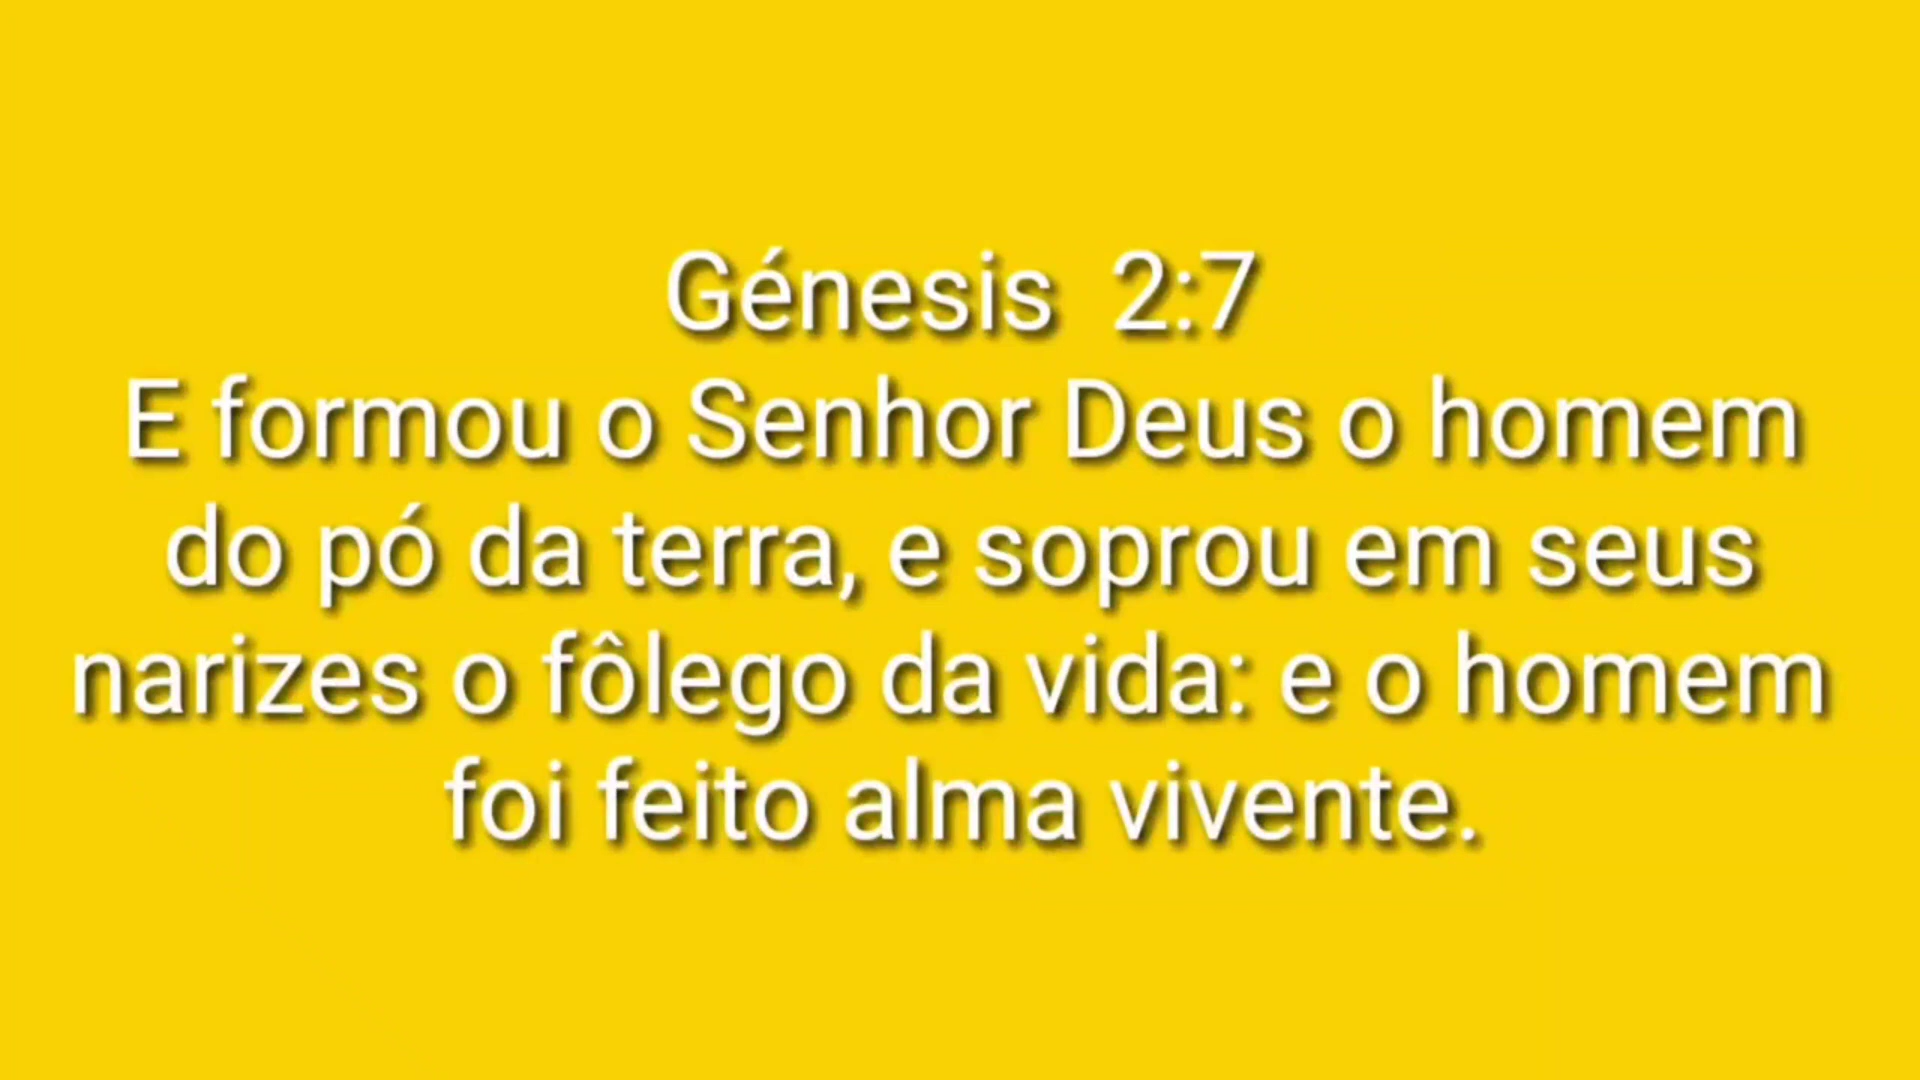 Génesis 2:7
E formou o Senhor Deus o homem
do pó da terra, e soprou em seus
narizes o fôlego da vida: e o homem
foi feito alma vivente.